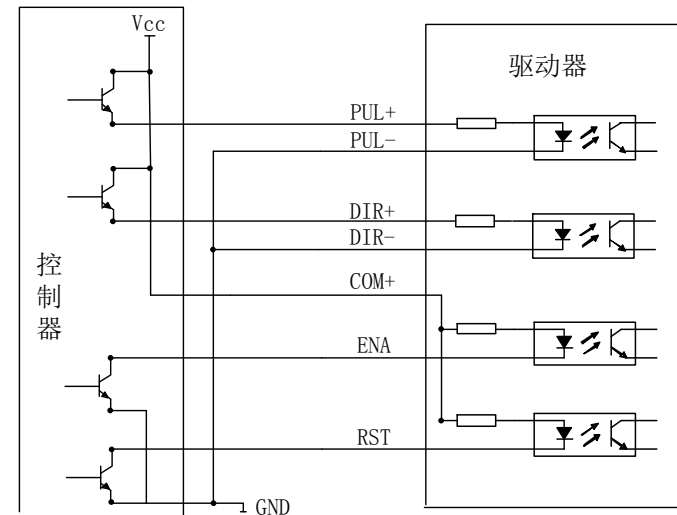 Vcc
驱动器
PUL+
PUL-
DIR+
DIR-
控制器
COM+
ENA
RST
GND